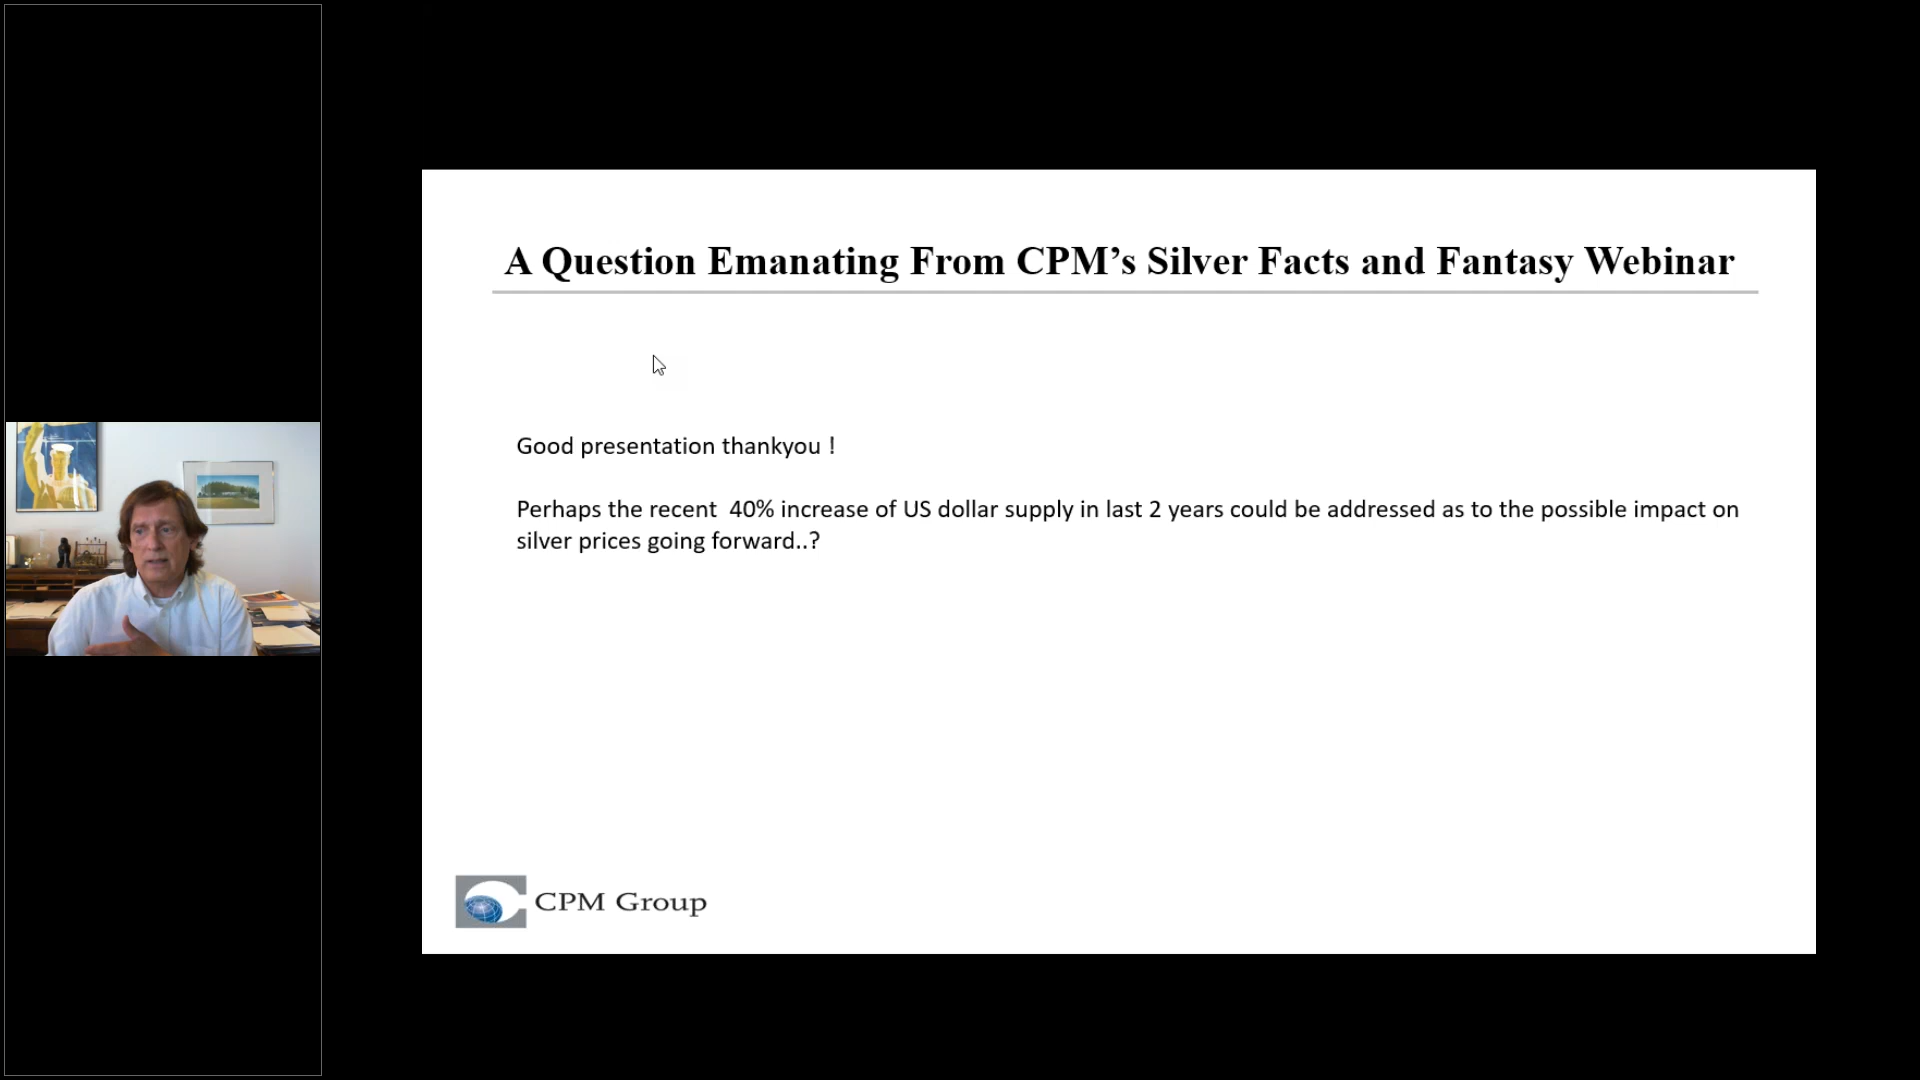 A Question Emanating From CPM’s Silver Facts and Fantasy Webinar
Good presentation thankyou !
Perhaps the recent  40% increase of US dollar supply in last 2 years could be addressed as to the possible impact on
silver prices going forward..?
CPM Group